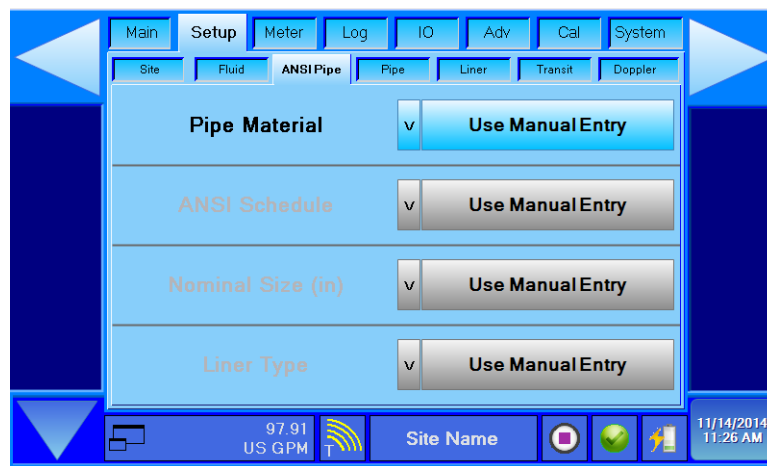 Main Setup Meter Log IO Adv Cal System
Site Fluid ANSI Pipe Pipe Liner Transit Doppler
Pipe Material v Use Manual Entry
ANSI Schedule v Use Manual Entry
Nominal Size (in) v Use Manual Entry
Liner Type v Use Manual Entry
97.91
US GPM T Site Name
11/14/2014
11:26 AM